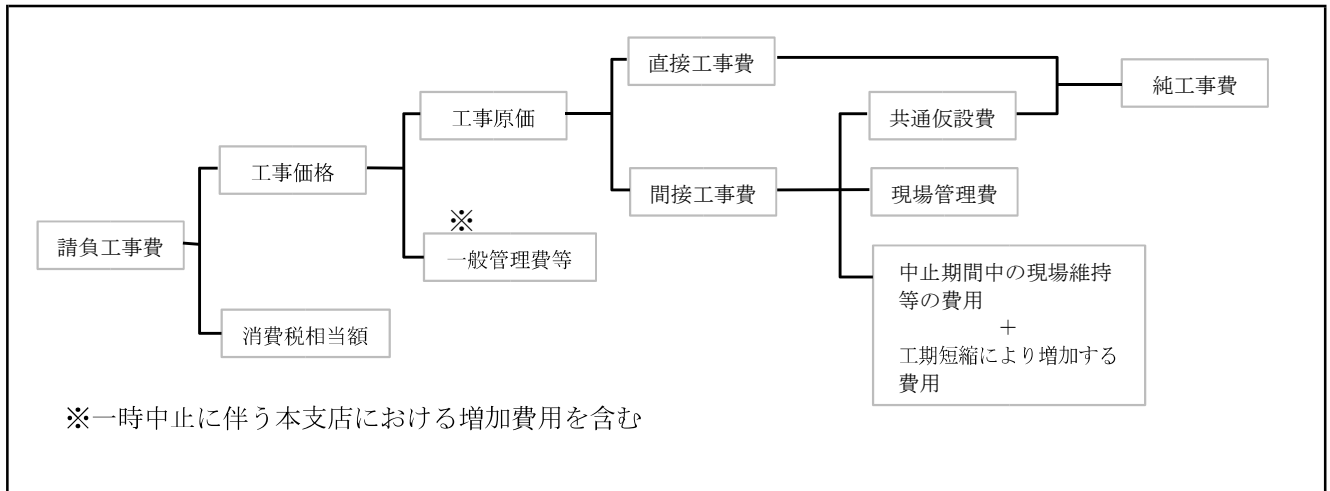 直接工事費
純工事費
工事原価
共通仮設費
工事価格
間接工事費
現場管理費
※
請負工事費
一般管理費等
中止期間中の現場維持
等の費用
＋
工期短縮により増加する
費用
消費税相当額
※一時中止に伴う本支店における増加費用を含む